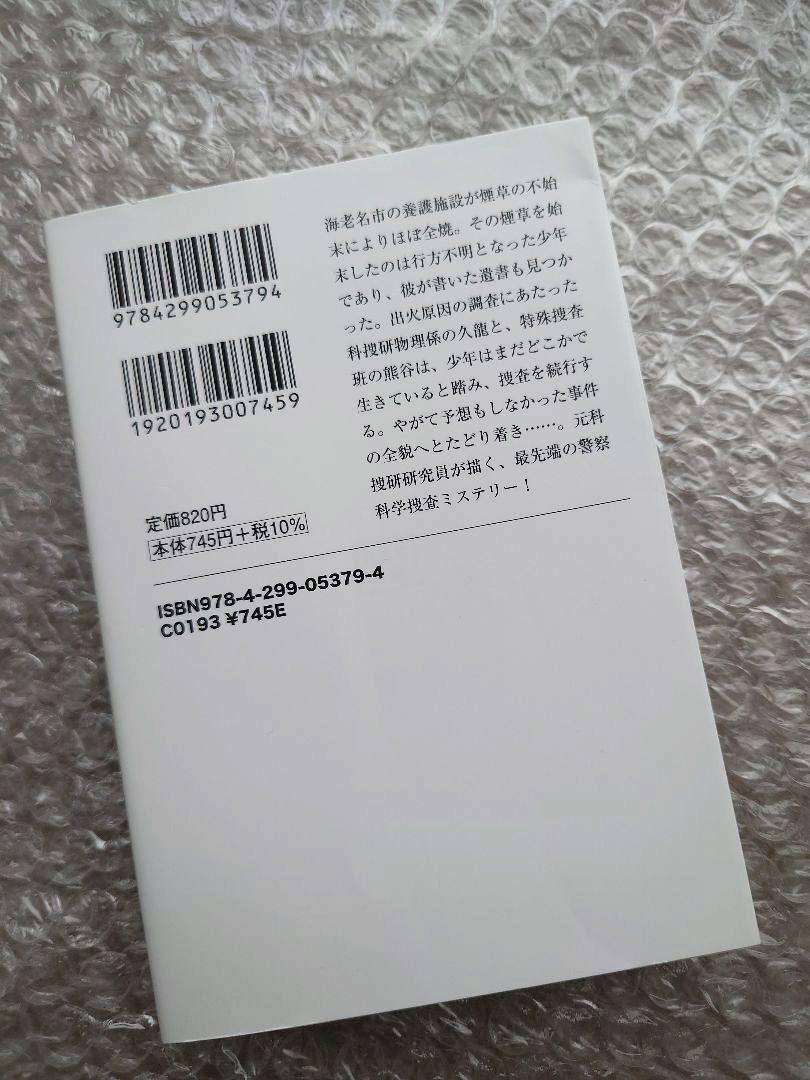 9784299053794
1920193007459
定価820円
本体745円+税10%
海老名市の養護施設が煙草の不始
末によりほぼ全焼。その煙草を始
末したのは行方不明となった少年
であり、彼が書いた遺書も見つか
った。出火原因の調査にあたった
科捜研物理係の久龍と、特殊捜査
班の熊谷は、少年はまだどこかで
生きていると踏み、捜査を続行す
る。やがて予想もしなかった事件
の全貌へとたどり着き……。元科
捜研研究員が描く、最先端の警察
科学捜査ミステリー!
ISBN978-4-299-05379-4
C0193 ¥745E